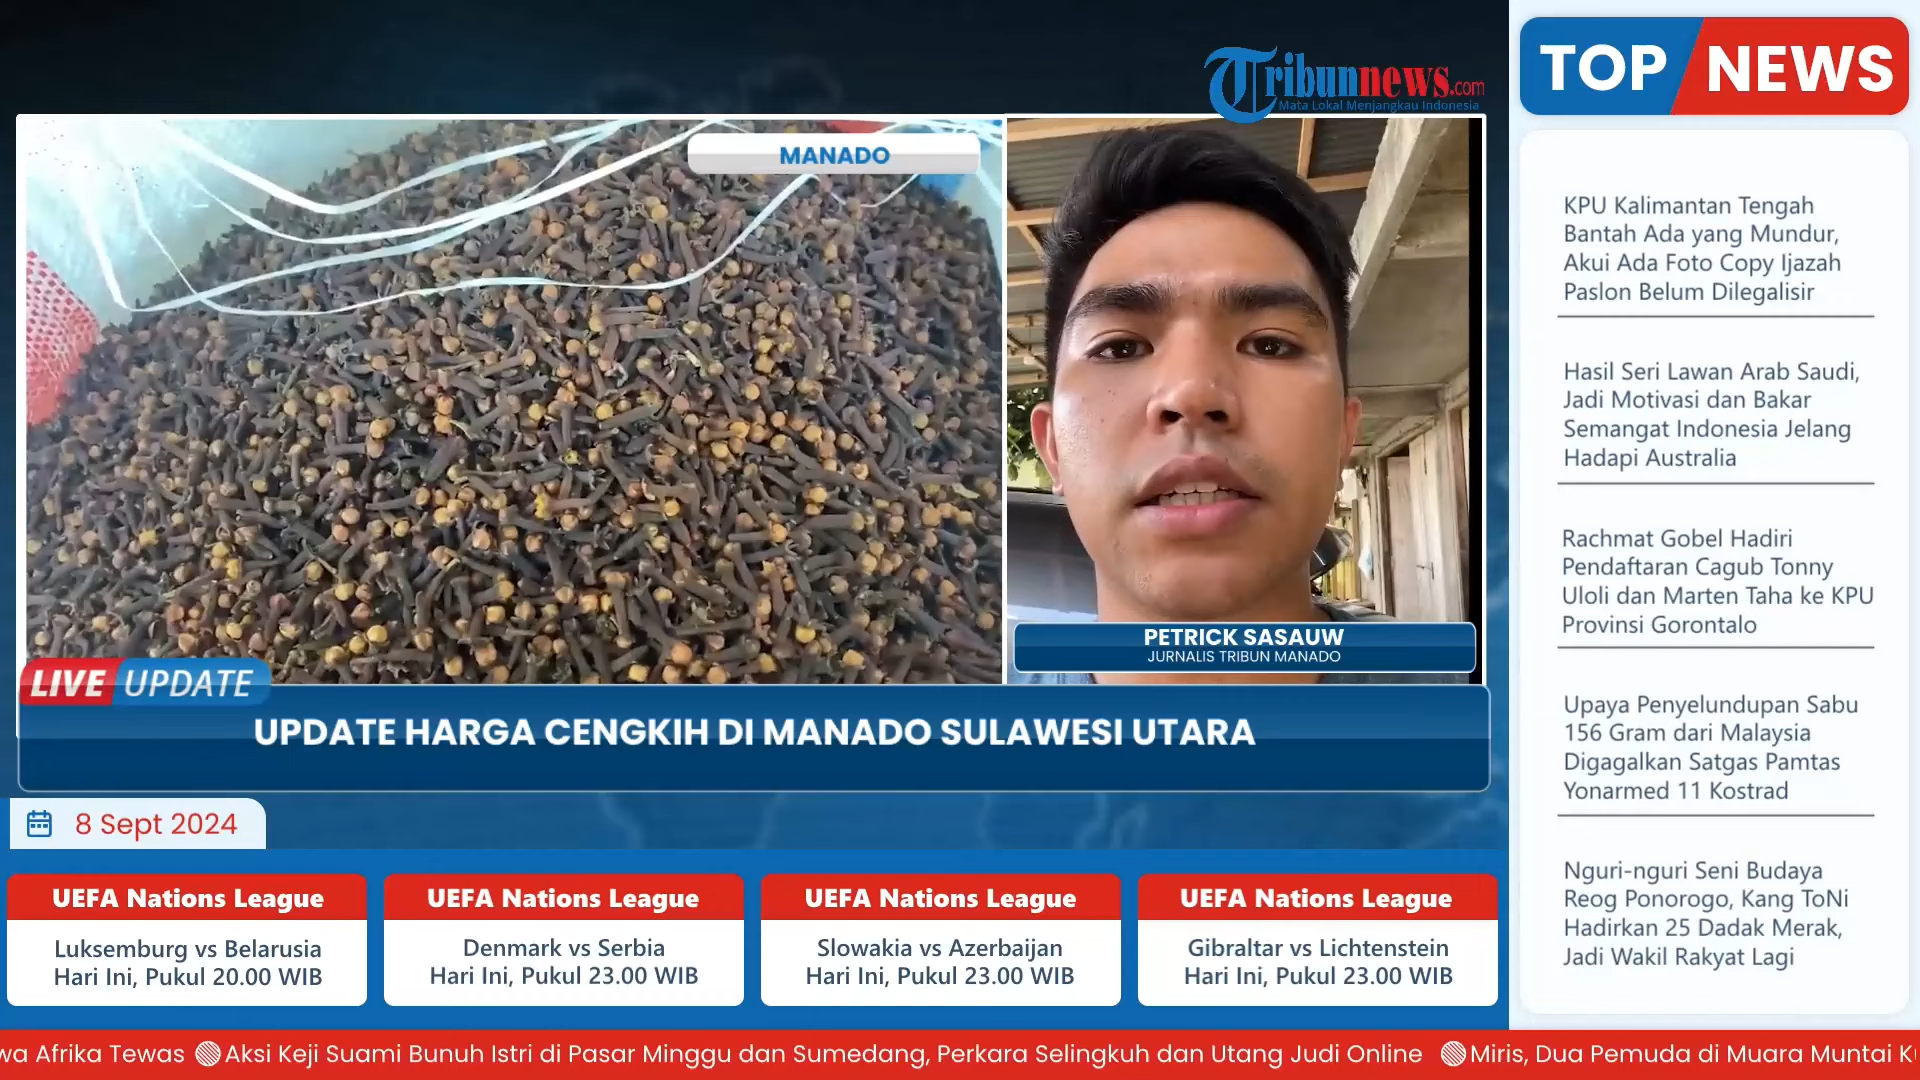 Tribunnews.com
Mata Lokal Menjangkau Indonesia
TOP NEWS
MANADO
PETRICK SASAUW
JURNALIS TRIBUN MANADO
LIVE UPDATE
UPDATE HARGA CENGKIH DI MANADO SULAWESI UTARA
8 Sept 2024
KPU Kalimantan Tengah
Bantah Ada yang Mundur,
Akui Ada Foto Copy Ijazah
Paslon Belum Dilegalisir
Hasil Seri Lawan Arab Saudi,
Jadi Motivasi dan Bakar
Semangat Indonesia Jelang
Hadapi Australia
Rachmat Gobel Hadiri
Pendaftaran Cagub Tonny
Uloli dan Marten Taha ke KPU
Provinsi Gorontalo
Upaya Penyelundupan Sabu
156 Gram dari Malaysia
Digagalkan Satgas Pamtas
Yonarmed 11 Kostrad
Nguri-nguri Seni Budaya
Reog Ponorogo, Kang ToNi
Hadirkan 25 Dadak Merak,
Jadi Wakil Rakyat Lagi
UEFA Nations League
Luksemburg vs Belarusia
Hari Ini, Pukul 20.00 WIB
UEFA Nations League
Denmark vs Serbia
Hari Ini, Pukul 23.00 WIB
UEFA Nations League
Slowakia vs Azerbaijan
Hari Ini, Pukul 23.00 WIB
UEFA Nations League
Gibraltar vs Lichtenstein
Hari Ini, Pukul 23.00 WIB
wa Afrika Tewas Aksi Keji Suami Bunuh Istri di Pasar Minggu dan Sumedang, Perkara Selingkuh dan Utang Judi Online Miris, Dua Pemuda di Muara Muntai